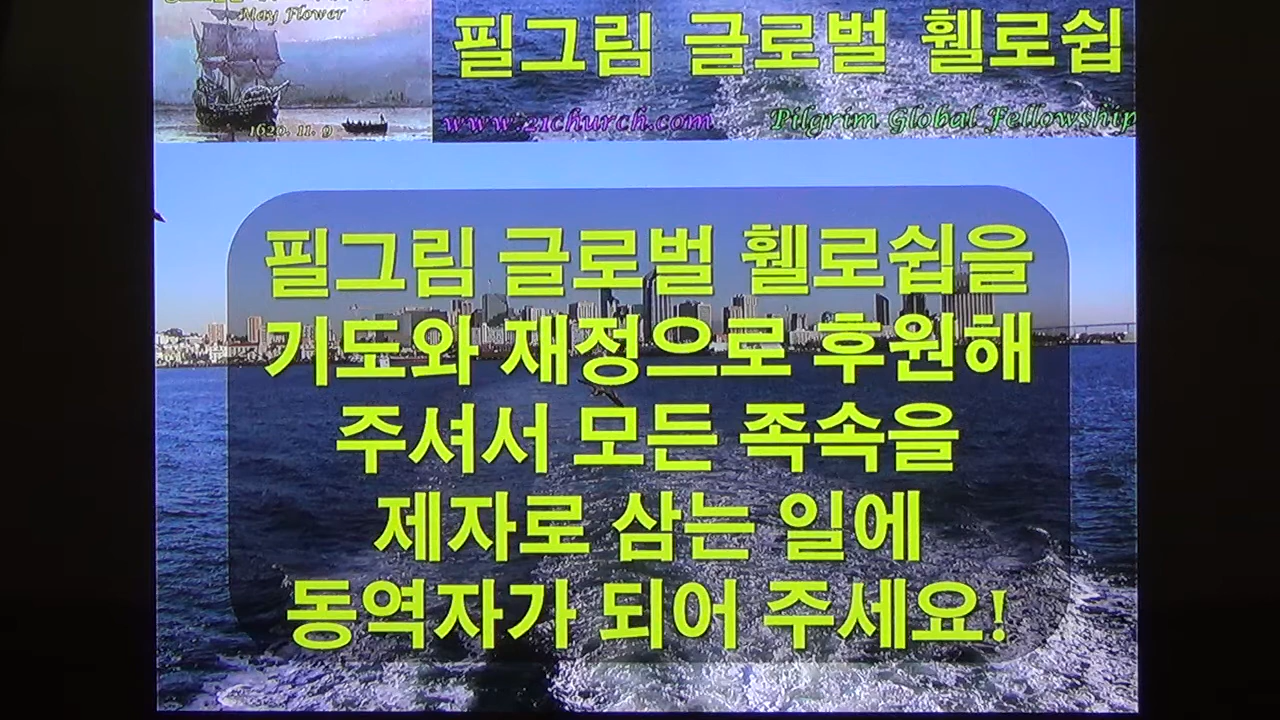 May Flower
1620. 11. 9
필그림 글로벌 휄로쉽
www.21church.com
Pilgrim Global Fellowship
필그림 글로벌 휄로쉽을
기도와 재정으로 후원해
주셔서 모든 족속을
제자로 삼는 일에
동역자가 되어 주세요!